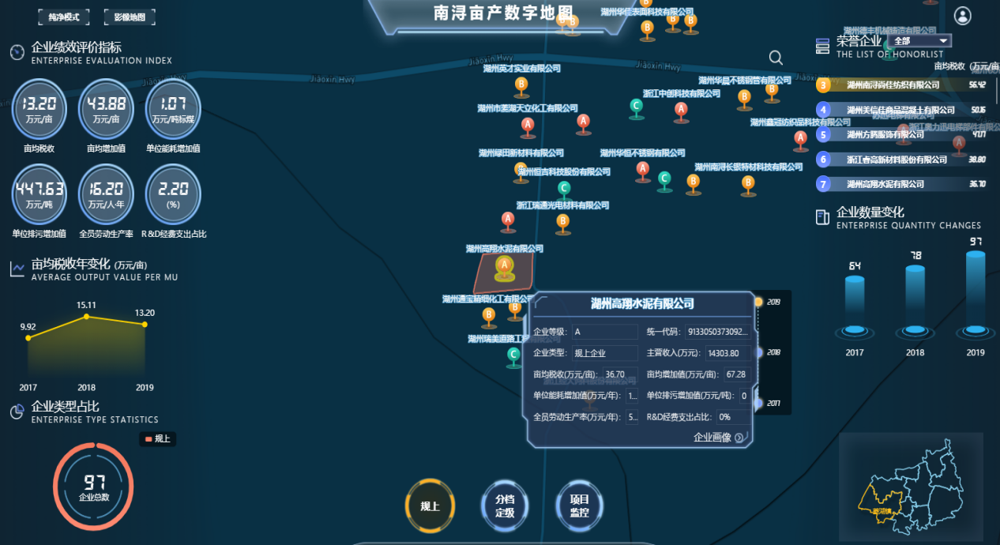 纯净模式
影像地图
南浔亩产数字地图
企业绩效评价指标
ENTERPRISE EVALUATION INDEX
13.20
万元/亩
亩均税收
43.88
万元/亩
亩均增加值
1.07
万元/吨标煤
单位能耗增加值
447.63
万元/吨
单位排污增加值
16.20
万元/人·年
全员劳动生产率
2.20
(%)
R&D经费支出占比
亩均税收年变化 (万元/亩)
AVERAGE OUTPUT VALUE PER MU
9.92
15.11
13.20
2017
2018
2019
企业类型占比
ENTERPRISE TYPE STATISTICS
规上
97
企业总数
Jiāoxìn Hwy
Jiāoxìn Hwy
Jiāoxìn Hwy
Jiāoxìn Hwy
湖州华佳表面科技有限公司
B
B
B
B
湖州英才实业有限公司
B
湖州华晨不锈钢管有限公司
B
B
浙江中创科技有限公司
C
A
湖州市菱湖天立化工有限公司
A
A
湖州鑫冠纺织品科技有限公司
A
湖州绿田新材料有限公司
B
湖州恒吉科技股份有限公司
C
湖州华恒不锈钢有限公司
A
C
B
湖州南浔长银特材科技有限公司
B
浙江瑞通光电材料有限公司
A
B
湖州高翔水泥有限公司
A
湖州通宝精细化工有限公司
B
B
C
湖州高翔水泥有限公司
企业等级: A
统一代码: 9133050373092...
企业类型: 规上企业
主营收入(万元): 14303.80
亩均税收(万元/亩): 36.70
亩均增加值(万元/亩): 67.28
单位能耗增加值(万元/年): 1...
单位排污增加值(万元/吨): 0
全员劳动生产率(万元/年): 5...
R&D经费支出占比: 0%
企业画像
2019
2018
2017
规上
分档
定级
项目
监控
荣誉企业
全部
THE LIST OF HONORLIST
亩均税收 (万元/亩
3 湖州南浔尚佳纺织有限公司 56.42
4 湖州美信佳商品混凝土有限公司 50.16
5 湖州方腾服饰有限公司 41.71
6 浙江睿高新材料股份有限公司 38.80
7 湖州高翔水泥有限公司 36.70
企业数量变化
ENTERPRISE QUANTITY CHANGES
64
78
97
2017
2018
2019
菱湖镇